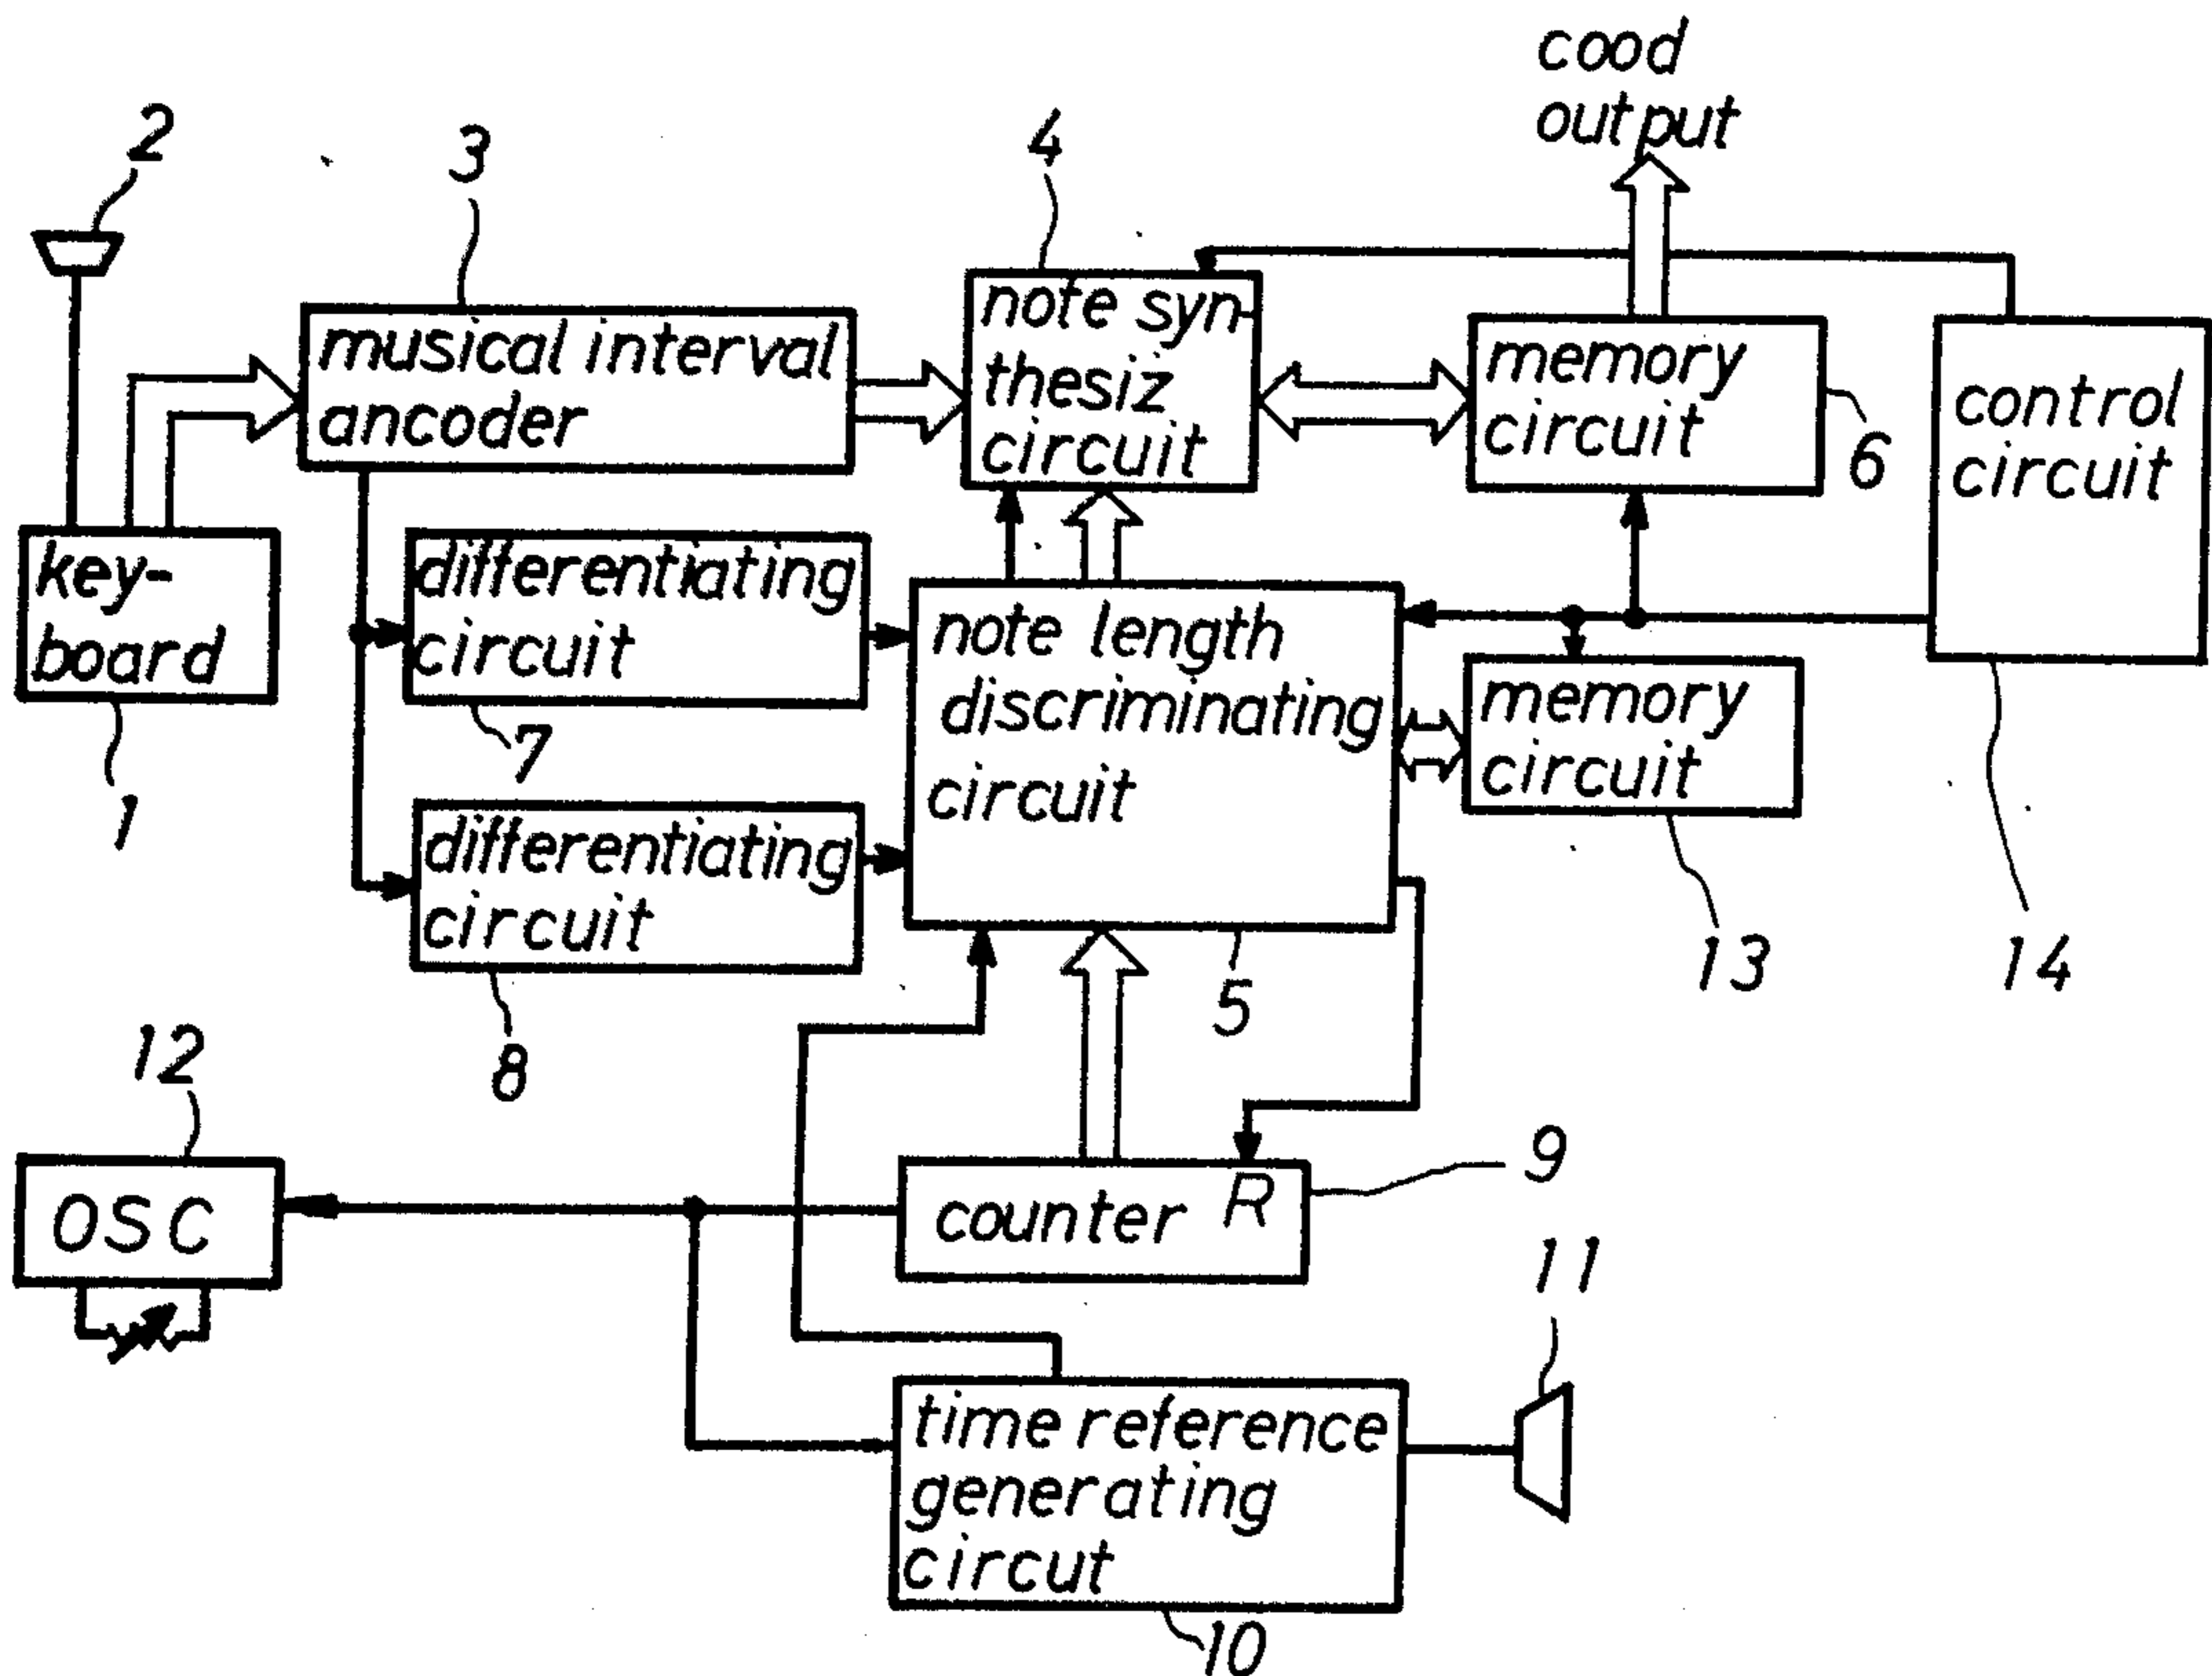 cood
output
2
3
4
musical interval
ancoder
note syn-
thesiz
circuit
memory
circuit
6
control
circuit
key-
board
1
differentiating
circuit
7
note length
discriminating
circuit
memory
circuit
differentiating
circuit
8
5
13
14
12
OSC
counter R
9
11
time reference
generating
circut
10